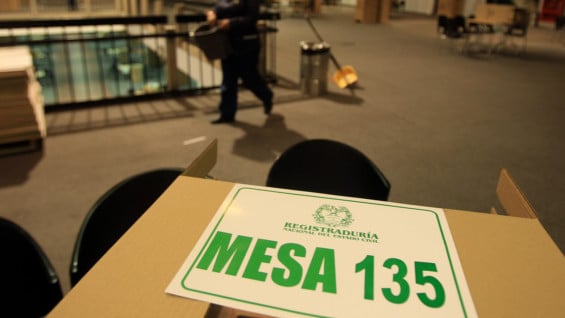 REGISTRADURÍA
NACIONAL DEL ESTADO CIVIL
MESA 135